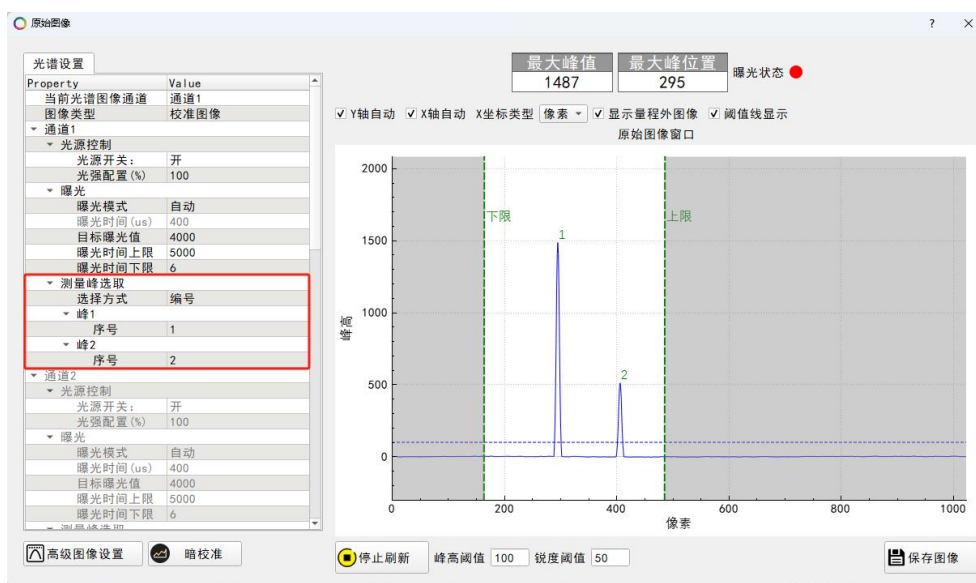 原始图像
? ×
光谱设置
Property Value
当前光谱图像通道 通道1
图像类型 校准图像
通道1
光源控制
光源开关: 开
光强配置(%) 100
曝光
曝光模式 自动
曝光时间(us) 400
目标曝光值 4000
曝光时间上限 5000
曝光时间下限 6
测量峰选取
选择方式 编号
峰1
序号 1
峰2
序号 2
通道2
光源控制
光源开关: 开
光强配置(%) 100
曝光
曝光模式 自动
曝光时间(us) 400
目标曝光值 4000
曝光时间上限 5000
曝光时间下限 6
测量峰选取
高级图像设置 暗校准
最大峰值 最大峰位置
1487 295
曝光状态
Y轴自动 X轴自动 X坐标类型 像素 显示量程外图像 阈值线显示
原始图像窗口
2000
1500
1000
500
0
峰高
下限 上限
1
2
0 200 400 600 800 1000
像素
停止刷新 峰高阈值 100 锐度阈值 50 保存图像